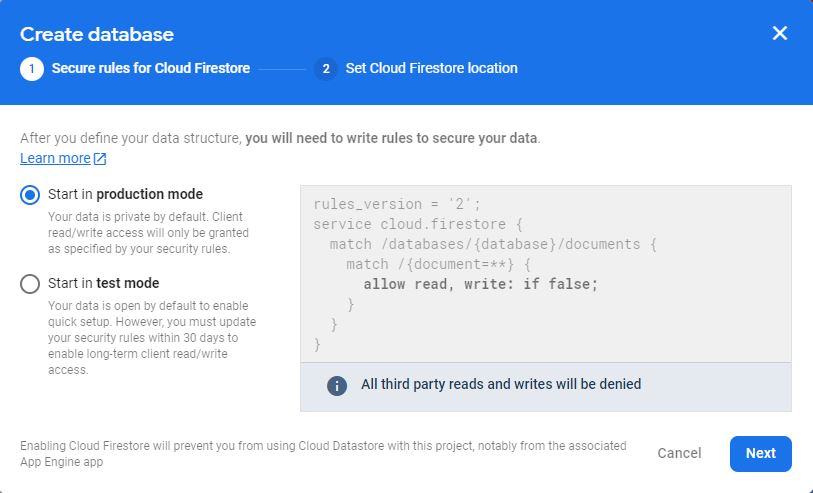 Create database
1 Secure rules for Cloud Firestore 2 Set Cloud Firestore location
After you define your data structure, you will need to write rules to secure your data.
Learn more
Start in production mode
Your data is private by default. Client
read/write access will only be granted
as specified by your security rules.
Start in test mode
Your data is open by default to enable
quick setup. However, you must update
your security rules within 30 days to
enable long-term client read/write
access.
rules_version = '2';
service cloud.firestore {
match /databases/{database}/documents {
match /{document=**} {
allow read, write: if false;
}
}
}
All third party reads and writes will be denied
Enabling Cloud Firestore will prevent you from using Cloud Datastore with this project, notably from the associated
App Engine app
Cancel
Next